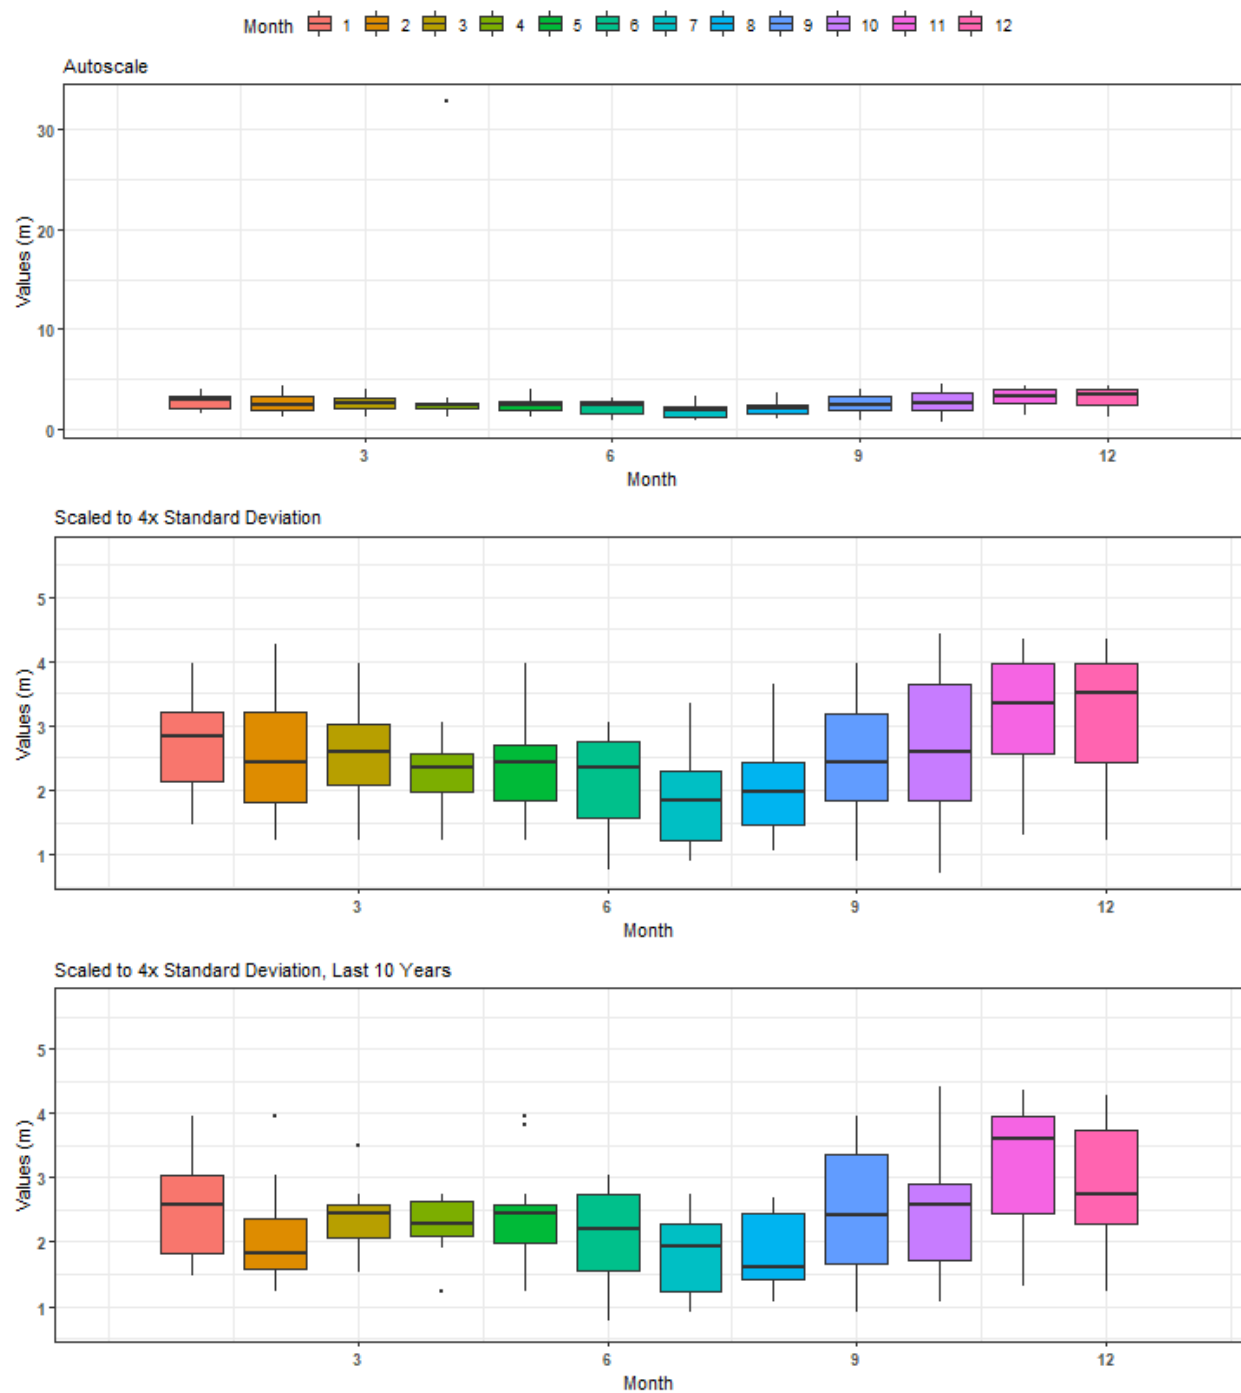 Month 1 2 3 4 5 6 7 8 9 10 11 12
Autoscale
Values (m)
30
20
10
0
3 6 9 12
Month
Scaled to 4x Standard Deviation
Values (m)
5
4
3
2
1
3 6 9 12
Month
Scaled to 4x Standard Deviation, Last 10 Years
Values (m)
5
4
3
2
1
3 6 9 12
Month